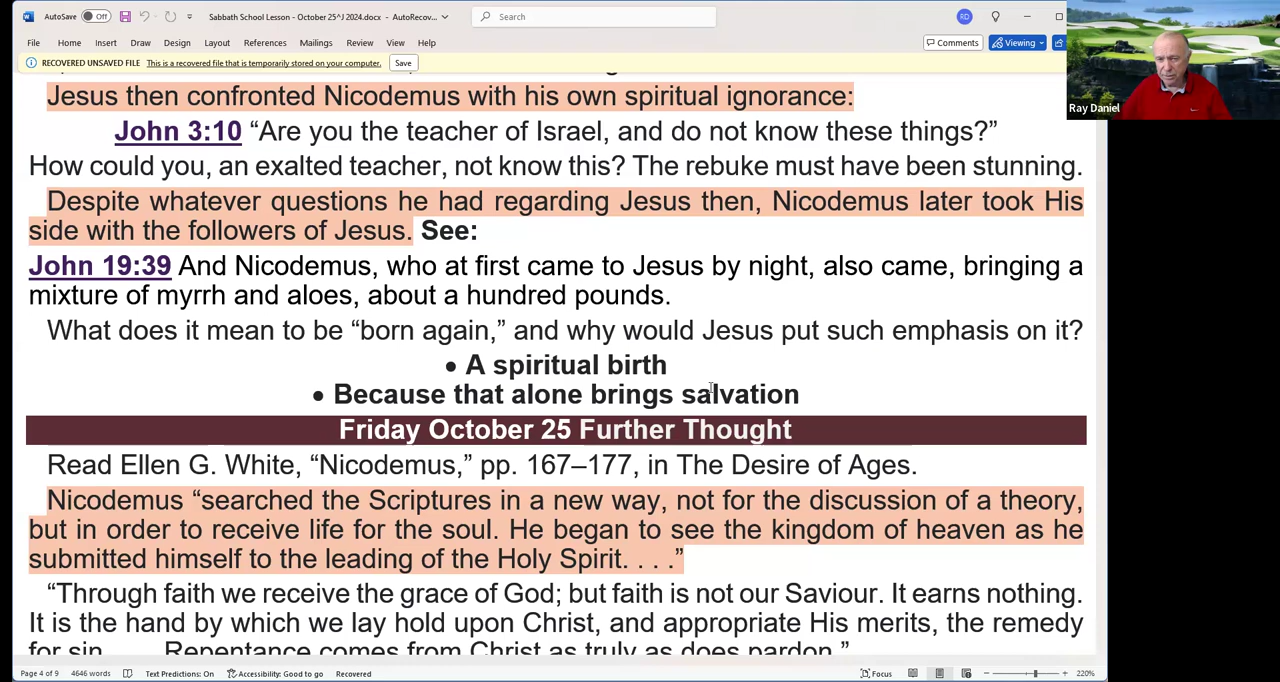 AutoSave Off Sabbath School Lesson - October 25^J 2024.docx - AutoRecov... Search RD
File Home Insert Draw Design Layout References Mailings Review View Help Comments Viewing
RECOVERED UNSAVED FILE This is a recovered file that is temporarily stored on your computer. Save
Ray Daniel
Jesus then confronted Nicodemus with his own spiritual ignorance:
John 3:10 “Are you the teacher of Israel, and do not know these things?”
How could you, an exalted teacher, not know this? The rebuke must have been stunning.
Despite whatever questions he had regarding Jesus then, Nicodemus later took His
side with the followers of Jesus. See:
John 19:39 And Nicodemus, who at first came to Jesus by night, also came, bringing a
mixture of myrrh and aloes, about a hundred pounds.
What does it mean to be “born again,” and why would Jesus put such emphasis on it?
• A spiritual birth
• Because that alone brings salvation
Friday October 25 Further Thought
Read Ellen G. White, “Nicodemus,” pp. 167–177, in The Desire of Ages.
Nicodemus “searched the Scriptures in a new way, not for the discussion of a theory,
but in order to receive life for the soul. He began to see the kingdom of heaven as he
submitted himself to the leading of the Holy Spirit. . . .”
“Through faith we receive the grace of God; but faith is not our Saviour. It earns nothing.
It is the hand by which we lay hold upon Christ, and appropriate His merits, the remedy
for sin. . . . Repentance comes from Christ as truly as does pardon.”
Page 4 of 9 4646 words Text Predictions: On Accessibility: Good to go Recovered Focus 220%